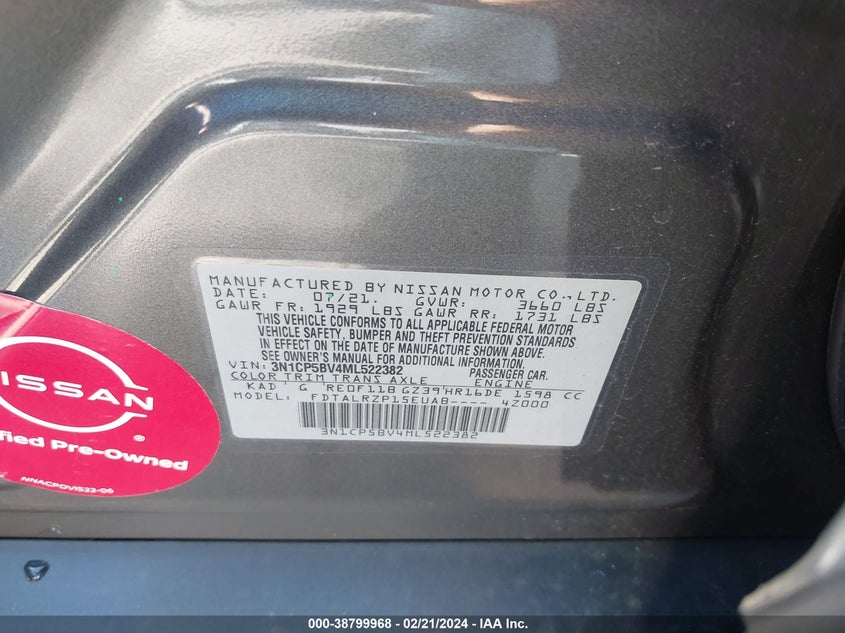 MANUFACTURED BY NISSAN MOTOR CO.,LTD.
DATE: 07/21. GVWR: 3660 LBS
GAWR FR: 1929 LBS GAWR RR: 1731 LBS
THIS VEHICLE CONFORMS TO ALL APPLICABLE FEDERAL MOTOR
VEHICLE SAFETY, BUMPER AND THEFT PREVENTION STANDARDS
IN EFFECT ON THE DATE OF MANUFACTURE SHOWN ABOVE.
SEE OWNER'S MANUAL FOR ADDITIONAL INFORMATION.
VIN: 3N1CP5BV4ML522382 PASSENGER CAR.
COLOR TRIM TRANS AXLE ENGINE
KAD G RE0F11B GZ39 HR16DE 1598 CC
MODEL: FDTALRZP15EUAB---- 4Z000
3N1CP5BV4ML522382
NISSAN
ified Pre-Owned
NNACPOVIS22-06
000-38799968 / 02/21/2024 - IAA Inc.